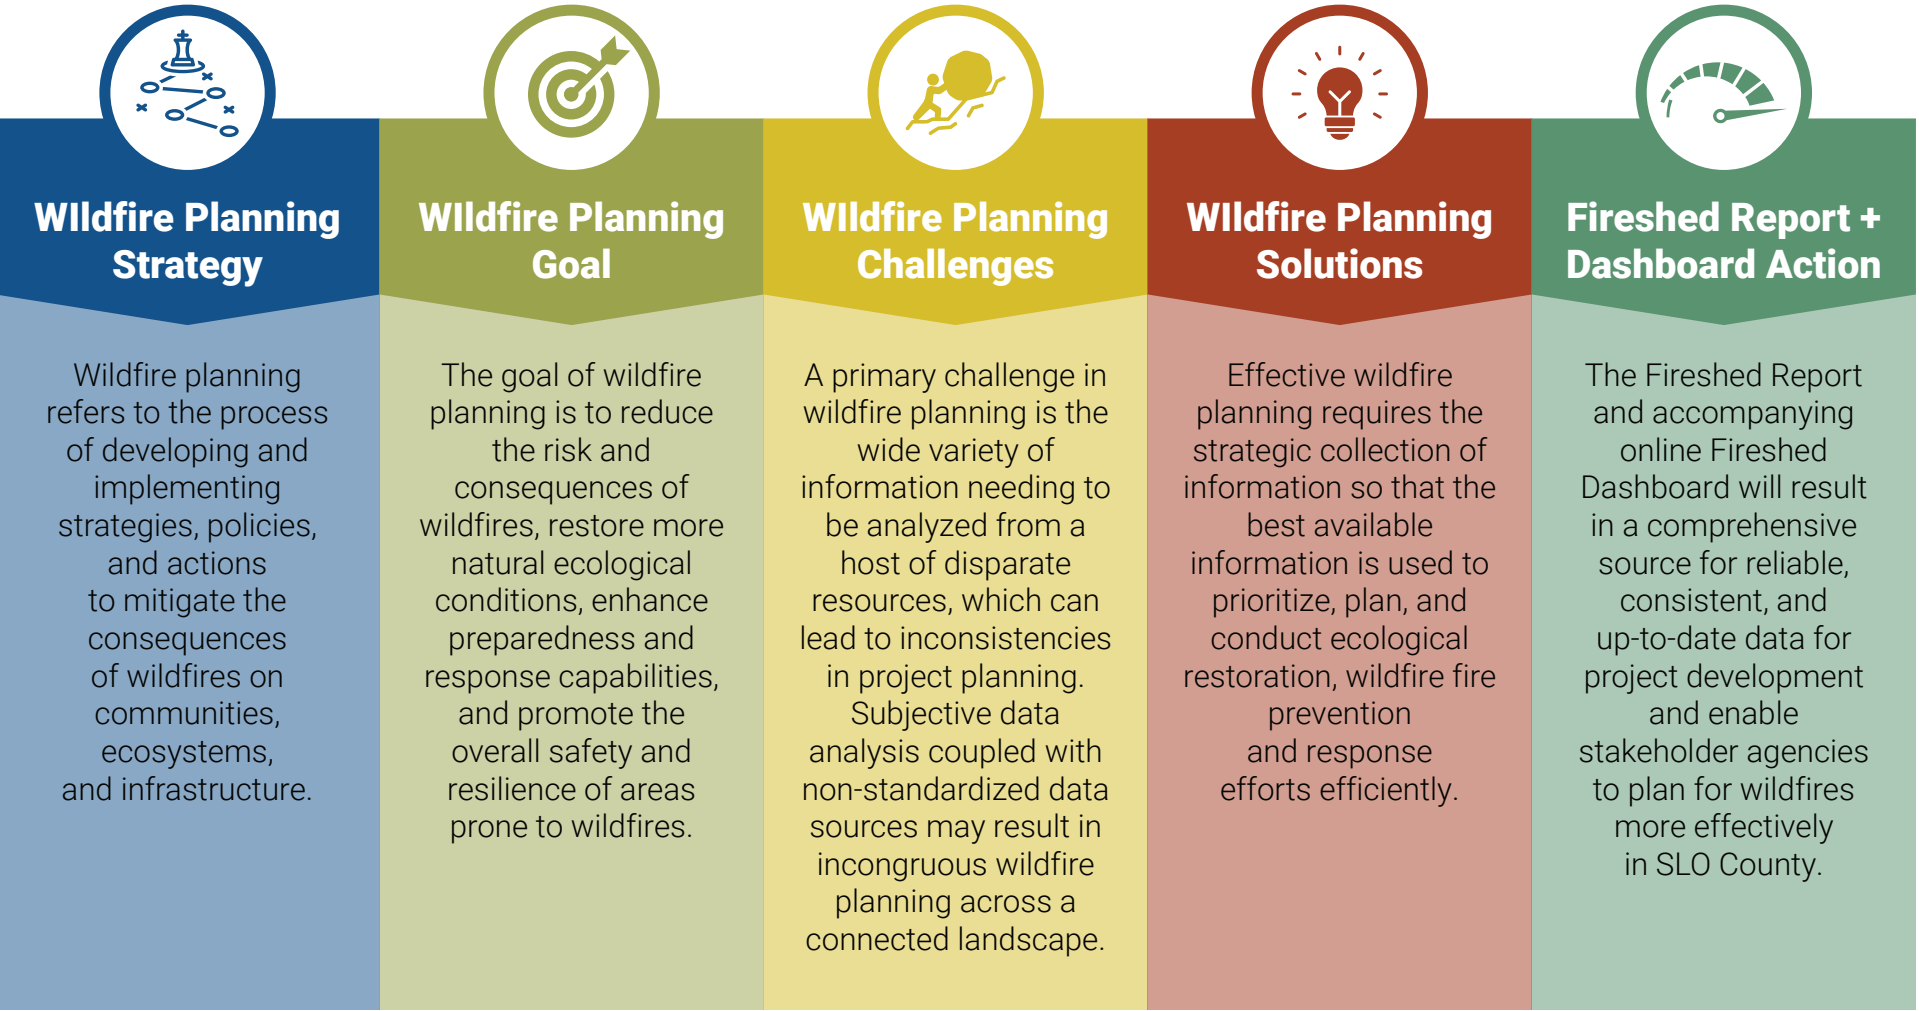 WIldfire Planning
Strategy
Wildfire planning
refers to the process
of developing and
implementing
strategies, policies,
and actions
to mitigate the
consequences
of wildfires on
communities,
ecosystems,
and infrastructure.
WIldfire Planning
Goal
The goal of wildfire
planning is to reduce
the risk and
consequences of
wildfires, restore more
natural ecological
conditions, enhance
preparedness and
response capabilities,
and promote the
overall safety and
resilience of areas
prone to wildfires.
WIldfire Planning
Challenges
A primary challenge in
wildfire planning is the
wide variety of
information needing to
be analyzed from a
host of disparate
resources, which can
lead to inconsistencies
in project planning.
Subjective data
analysis coupled with
non-standardized data
sources may result in
incongruous wildfire
planning across a
connected landscape.
WIldfire Planning
Solutions
Effective wildfire
planning requires the
strategic collection of
information so that the
best available
information is used to
prioritize, plan, and
conduct ecological
restoration, wildfire fire
prevention
and response
efforts efficiently.
Fireshed Report +
Dashboard Action
The Fireshed Report
and accompanying
online Fireshed
Dashboard will result
in a comprehensive
source for reliable,
consistent, and
up-to-date data for
project development
and enable
stakeholder agencies
to plan for wildfires
more effectively
in SLO County.